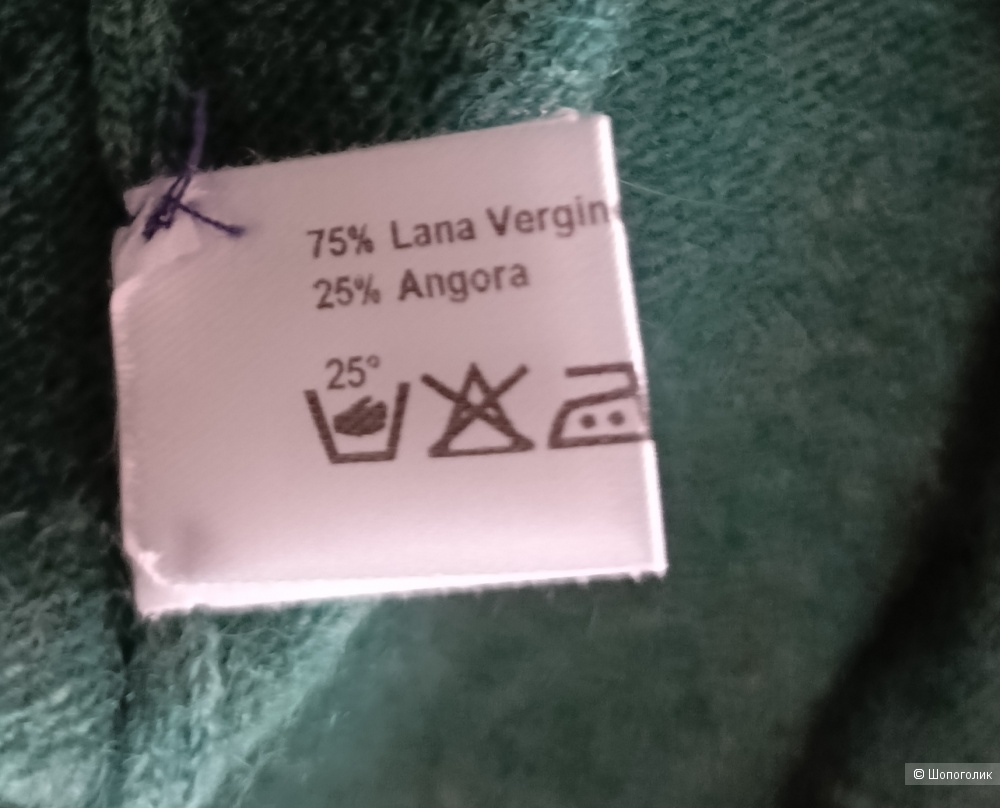 75% Lana Vergin
25% Angora
25°
© Шопоголик